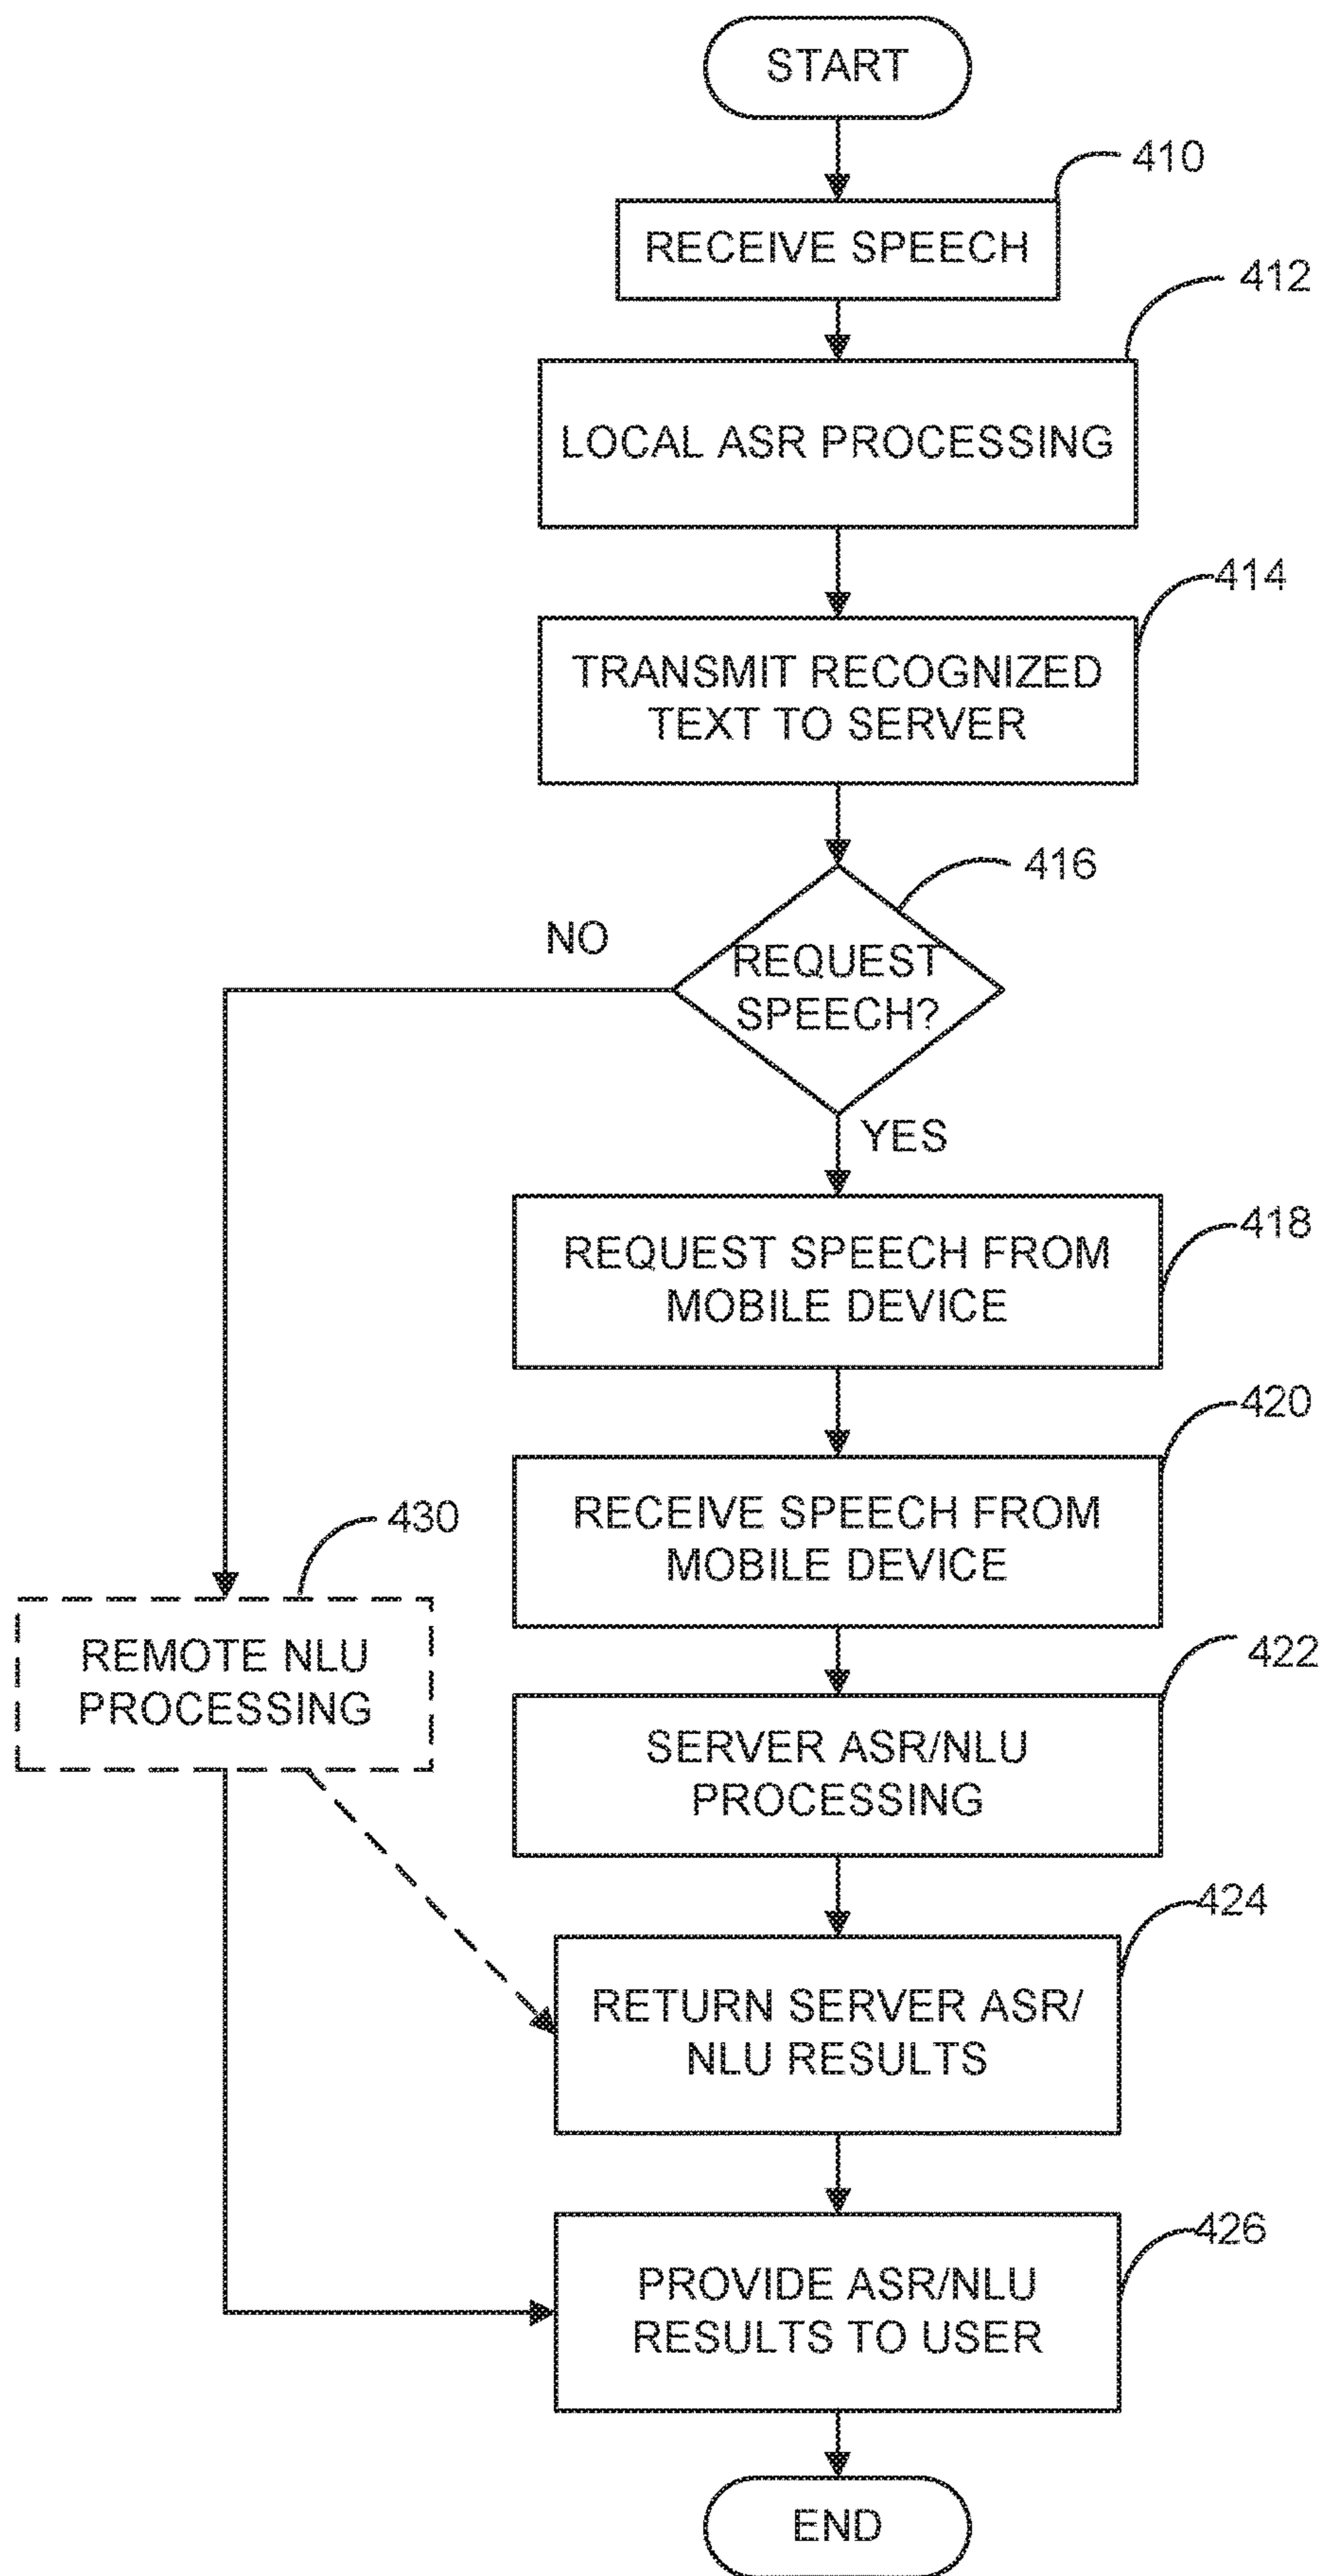 START
410
RECEIVE SPEECH
412
LOCAL ASR PROCESSING
414
TRANSMIT RECOGNIZED
TEXT TO SERVER
416
NO
REQUEST
SPEECH?
YES
418
REQUEST SPEECH FROM
MOBILE DEVICE
420
RECEIVE SPEECH FROM
MOBILE DEVICE
430
REMOTE NLU
PROCESSING
422
SERVER ASR/NLU
PROCESSING
424
RETURN SERVER ASR/
NLU RESULTS
426
PROVIDE ASR/NLU
RESULTS TO USER
END